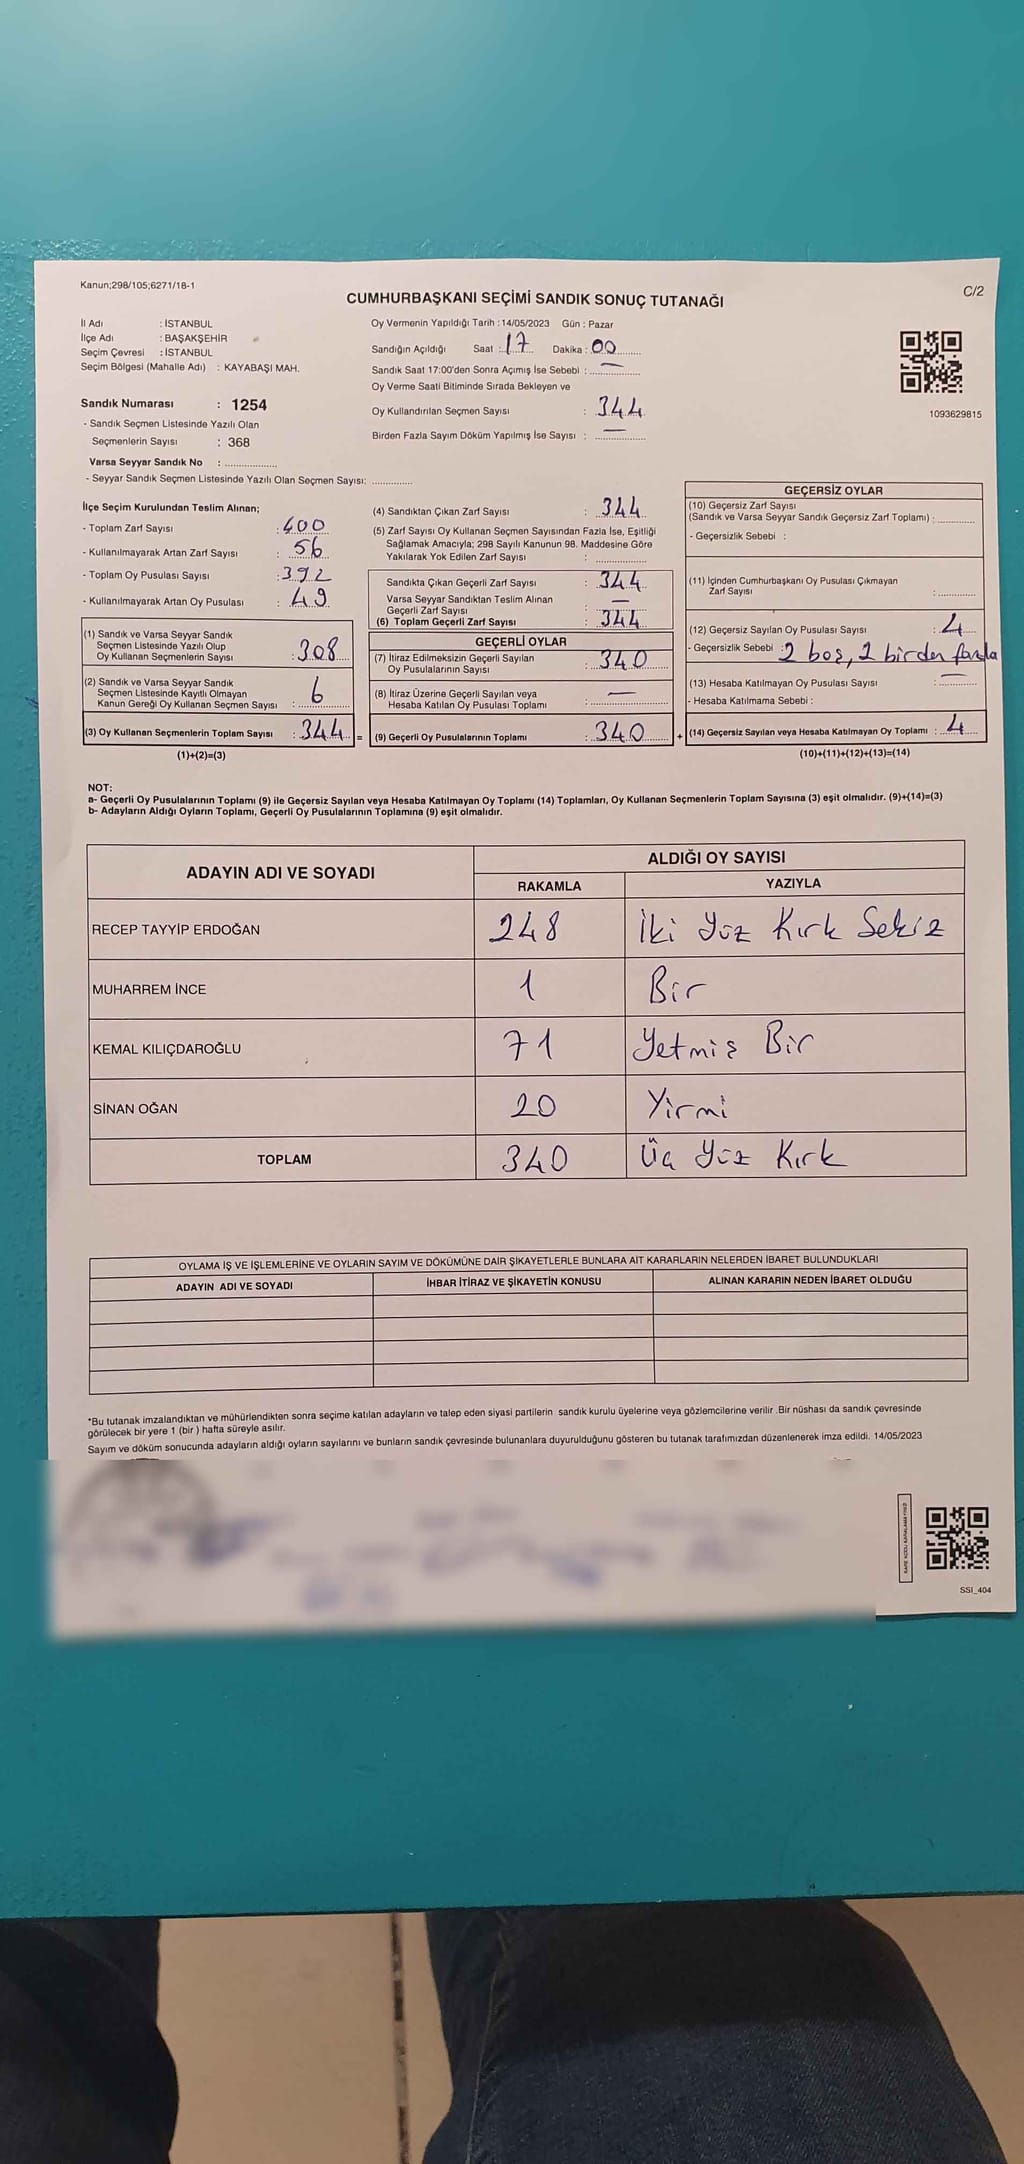 Kanun;298/105;6271/18-1
C/2
CUMHURBAŞKANI SEÇİMİ SANDIK SONUÇ TUTANAĞI
İl Adı : İSTANBUL
İlçe Adı : BAŞAKŞEHİR
Seçim Çevresi : İSTANBUL
Seçim Bölgesi (Mahalle Adı) : KAYABAŞI MAH.
Sandık Numarası : 1254
- Sandık Seçmen Listesinde Yazılı Olan
Seçmenlerin Sayısı : 368
Varsa Seyyar Sandık No : ..................
- Seyyar Sandık Seçmen Listesinde Yazılı Olan Seçmen Sayısı: ..............
Oy Vermenin Yapıldığı Tarih : 14/05/2023 Gün : Pazar
Sandığın Açıldığı Saat : 17 Dakika : 00
Sandık Saat 17:00'den Sonra Açımış İse Sebebi : —
Oy Verme Saati Bitiminde Sırada Bekleyen ve
Oy Kullandırılan Seçmen Sayısı : 344
Birden Fazla Sayım Döküm Yapılmış İse Sayısı : —
1093629815
İlçe Seçim Kurulundan Teslim Alınan;
- Toplam Zarf Sayısı : 400
- Kullanılmayarak Artan Zarf Sayısı : 56
- Toplam Oy Pusulası Sayısı : 392
- Kullanılmayarak Artan Oy Pusulası : 49
(1) Sandık ve Varsa Seyyar Sandık
Seçmen Listesinde Yazılı Olup
Oy Kullanan Seçmenlerin Sayısı : 308
(2) Sandık ve Varsa Seyyar Sandık
Seçmen Listesinde Kayıtlı Olmayan
Kanun Gereği Oy Kullanan Seçmen Sayısı : 6
(3) Oy Kullanan Seçmenlerin Toplam Sayısı : 344 =
(1)+(2)=(3)
(4) Sandıktan Çıkan Zarf Sayısı : 344
(5) Zarf Sayısı Oy Kullanan Seçmen Sayısından Fazla İse, Eşitliği
Sağlamak Amacıyla; 298 Sayılı Kanunun 98. Maddesine Göre
Yakılarak Yok Edilen Zarf Sayısı : ..................
Sandıkta Çıkan Geçerli Zarf Sayısı : 344
Varsa Seyyar Sandıktan Teslim Alınan
Geçerli Zarf Sayısı : —
(6) Toplam Geçerli Zarf Sayısı : 344
GEÇERLİ OYLAR
(7) İtiraz Edilmeksizin Geçerli Sayılan
Oy Pusulalarının Sayısı : 340
(8) İtiraz Üzerine Geçerli Sayılan veya
Hesaba Katılan Oy Pusulası Toplamı : —
(9) Geçerli Oy Pusulalarının Toplamı : 340 +
GEÇERSİZ OYLAR
(10) Geçersiz Zarf Sayısı
(Sandık ve Varsa Seyyar Sandık Geçersiz Zarf Toplamı) : ..............
- Geçersizlik Sebebi :
(11) İçinden Cumhurbaşkanı Oy Pusulası Çıkmayan
Zarf Sayısı : ..............
(12) Geçersiz Sayılan Oy Pusulası Sayısı : 4
- Geçersizlik Sebebi : 2 boş, 2 birden fazla
(13) Hesaba Katılmayan Oy Pusulası Sayısı : —
- Hesaba Katılmama Sebebi :
(14) Geçersiz Sayılan veya Hesaba Katılmayan Oy Toplamı : 4
(10)+(11)+(12)+(13)=(14)
NOT:
a- Geçerli Oy Pusulalarının Toplamı (9) ile Geçersiz Sayılan veya Hesaba Katılmayan Oy Toplamı (14) Toplamları, Oy Kullanan Seçmenlerin Toplam Sayısına (3) eşit olmalıdır. (9)+(14)=(3)
b- Adayların Aldığı Oyların Toplamı, Geçerli Oy Pusulalarının Toplamına (9) eşit olmalıdır.
ADAYIN ADI VE SOYADI
ALDIĞI OY SAYISI
RAKAMLA YAZIYLA
RECEP TAYYİP ERDOĞAN 248 İki Yüz Kırk Sekiz
MUHARREM İNCE 1 Bir
KEMAL KILIÇDAROĞLU 71 Yetmiş Bir
SİNAN OĞAN 20 Yirmi
TOPLAM 340 Üç Yüz Kırk
OYLAMA İŞ VE İŞLEMLERİNE VE OYLARIN SAYIM VE DÖKÜMÜNE DAİR ŞİKAYETLERLE BUNLARA AİT KARARLARIN NELERDEN İBARET BULUNDUKLARI
ADAYIN ADI VE SOYADI İHBAR İTİRAZ VE ŞİKAYETİN KONUSU ALINAN KARARIN NEDEN İBARET OLDUĞU
*Bu tutanak imzalandıktan ve mühürlendikten sonra seçime katılan adayların ve talep eden siyasi partilerin sandık kurulu üyelerine veya gözlemcilerine verilir .Bir nüshası da sandık çevresinde
görülecek bir yere 1 (bir ) hafta süreyle asılır.
Sayım ve döküm sonucunda adayların aldığı oyların sayılarını ve bunların sandık çevresinde bulunanlara duyurulduğunu gösteren bu tutanak tarafımızdan düzenlenerek imza edildi. 14/05/2023
KARE KODU KARALAMAYINIZ
SSİ_404